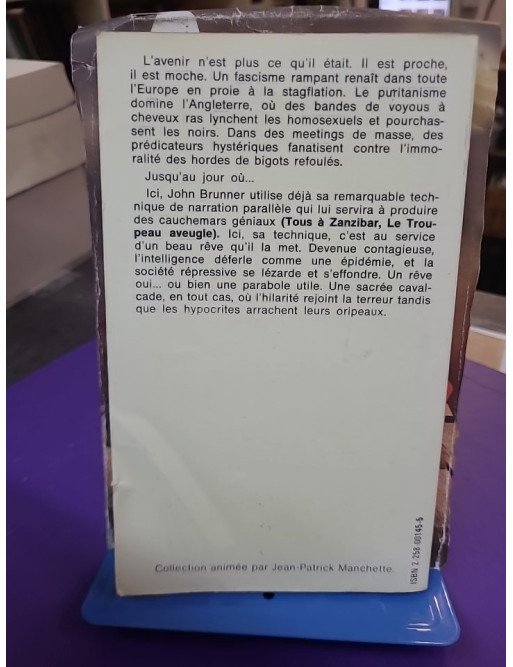 L'avenir n'est plus ce qu'il était. Il est proche,
il est moche. Un fascisme rampant renaît dans toute
l'Europe en proie à la stagflation. Le puritanisme
domine l'Angleterre, où des bandes de voyous à
cheveux ras lynchent les homosexuels et pourchas-
sent les noirs. Dans des meetings de masse, des
prédicateurs hystériques fanatisent contre l'immo-
ralité des hordes de bigots refoulés.
Jusqu'au jour où...
Ici, John Brunner utilise déjà sa remarquable tech-
nique de narration parallèle qui lui servira à produire
des cauchemars géniaux (Tous à Zanzibar, Le Trou-
peau aveugle). Ici, sa technique, c'est au service
d'un beau rêve qu'il la met. Devenue contagieuse,
l'intelligence déferle comme une épidémie, et la
société répressive se lézarde et s'effondre. Un rêve
oui... ou bien une parabole utile. Une sacrée caval-
cade, en tout cas, où l'hilarité rejoint la terreur tandis
que les hypocrites arrachent leurs oripeaux.
Collection animée par Jean-Patrick Manchette.
ISBN 2.258-00145-5